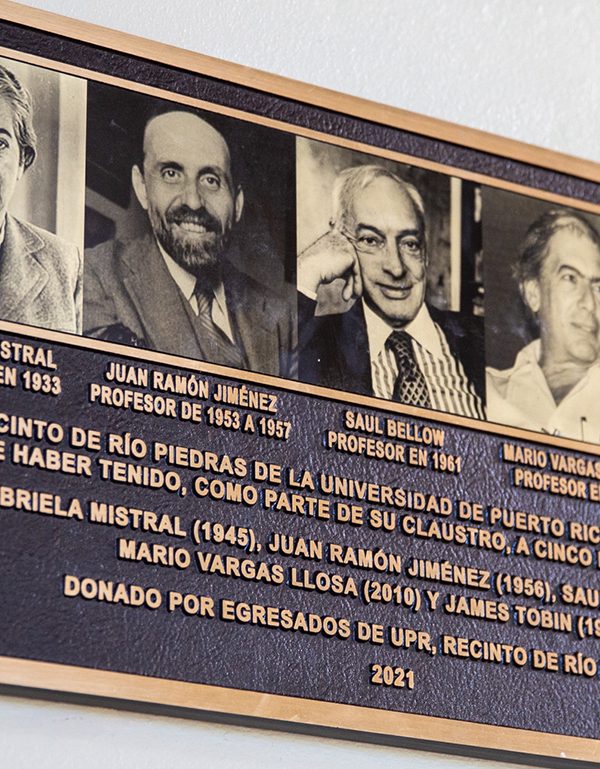 STRAL
EN 1933
JUAN RAMÓN JIMÉNEZ
PROFESOR DE 1953 A 1957
SAUL BELLOW
PROFESOR EN 1961
MARIO VARGAS
PROFESOR E
CINTO DE RÍO PIEDRAS DE LA UNIVERSIDAD DE PUERTO RIC
E HABER TENIDO, COMO PARTE DE SU CLAUSTRO, A CINCO
BRIELA MISTRAL (1945), JUAN RAMÓN JIMÉNEZ (1956), SAU
MARIO VARGAS LLOSA (2010) Y JAMES TOBIN (19
DONADO POR EGRESADOS DE UPR, RECINTO DE RÍO
2021